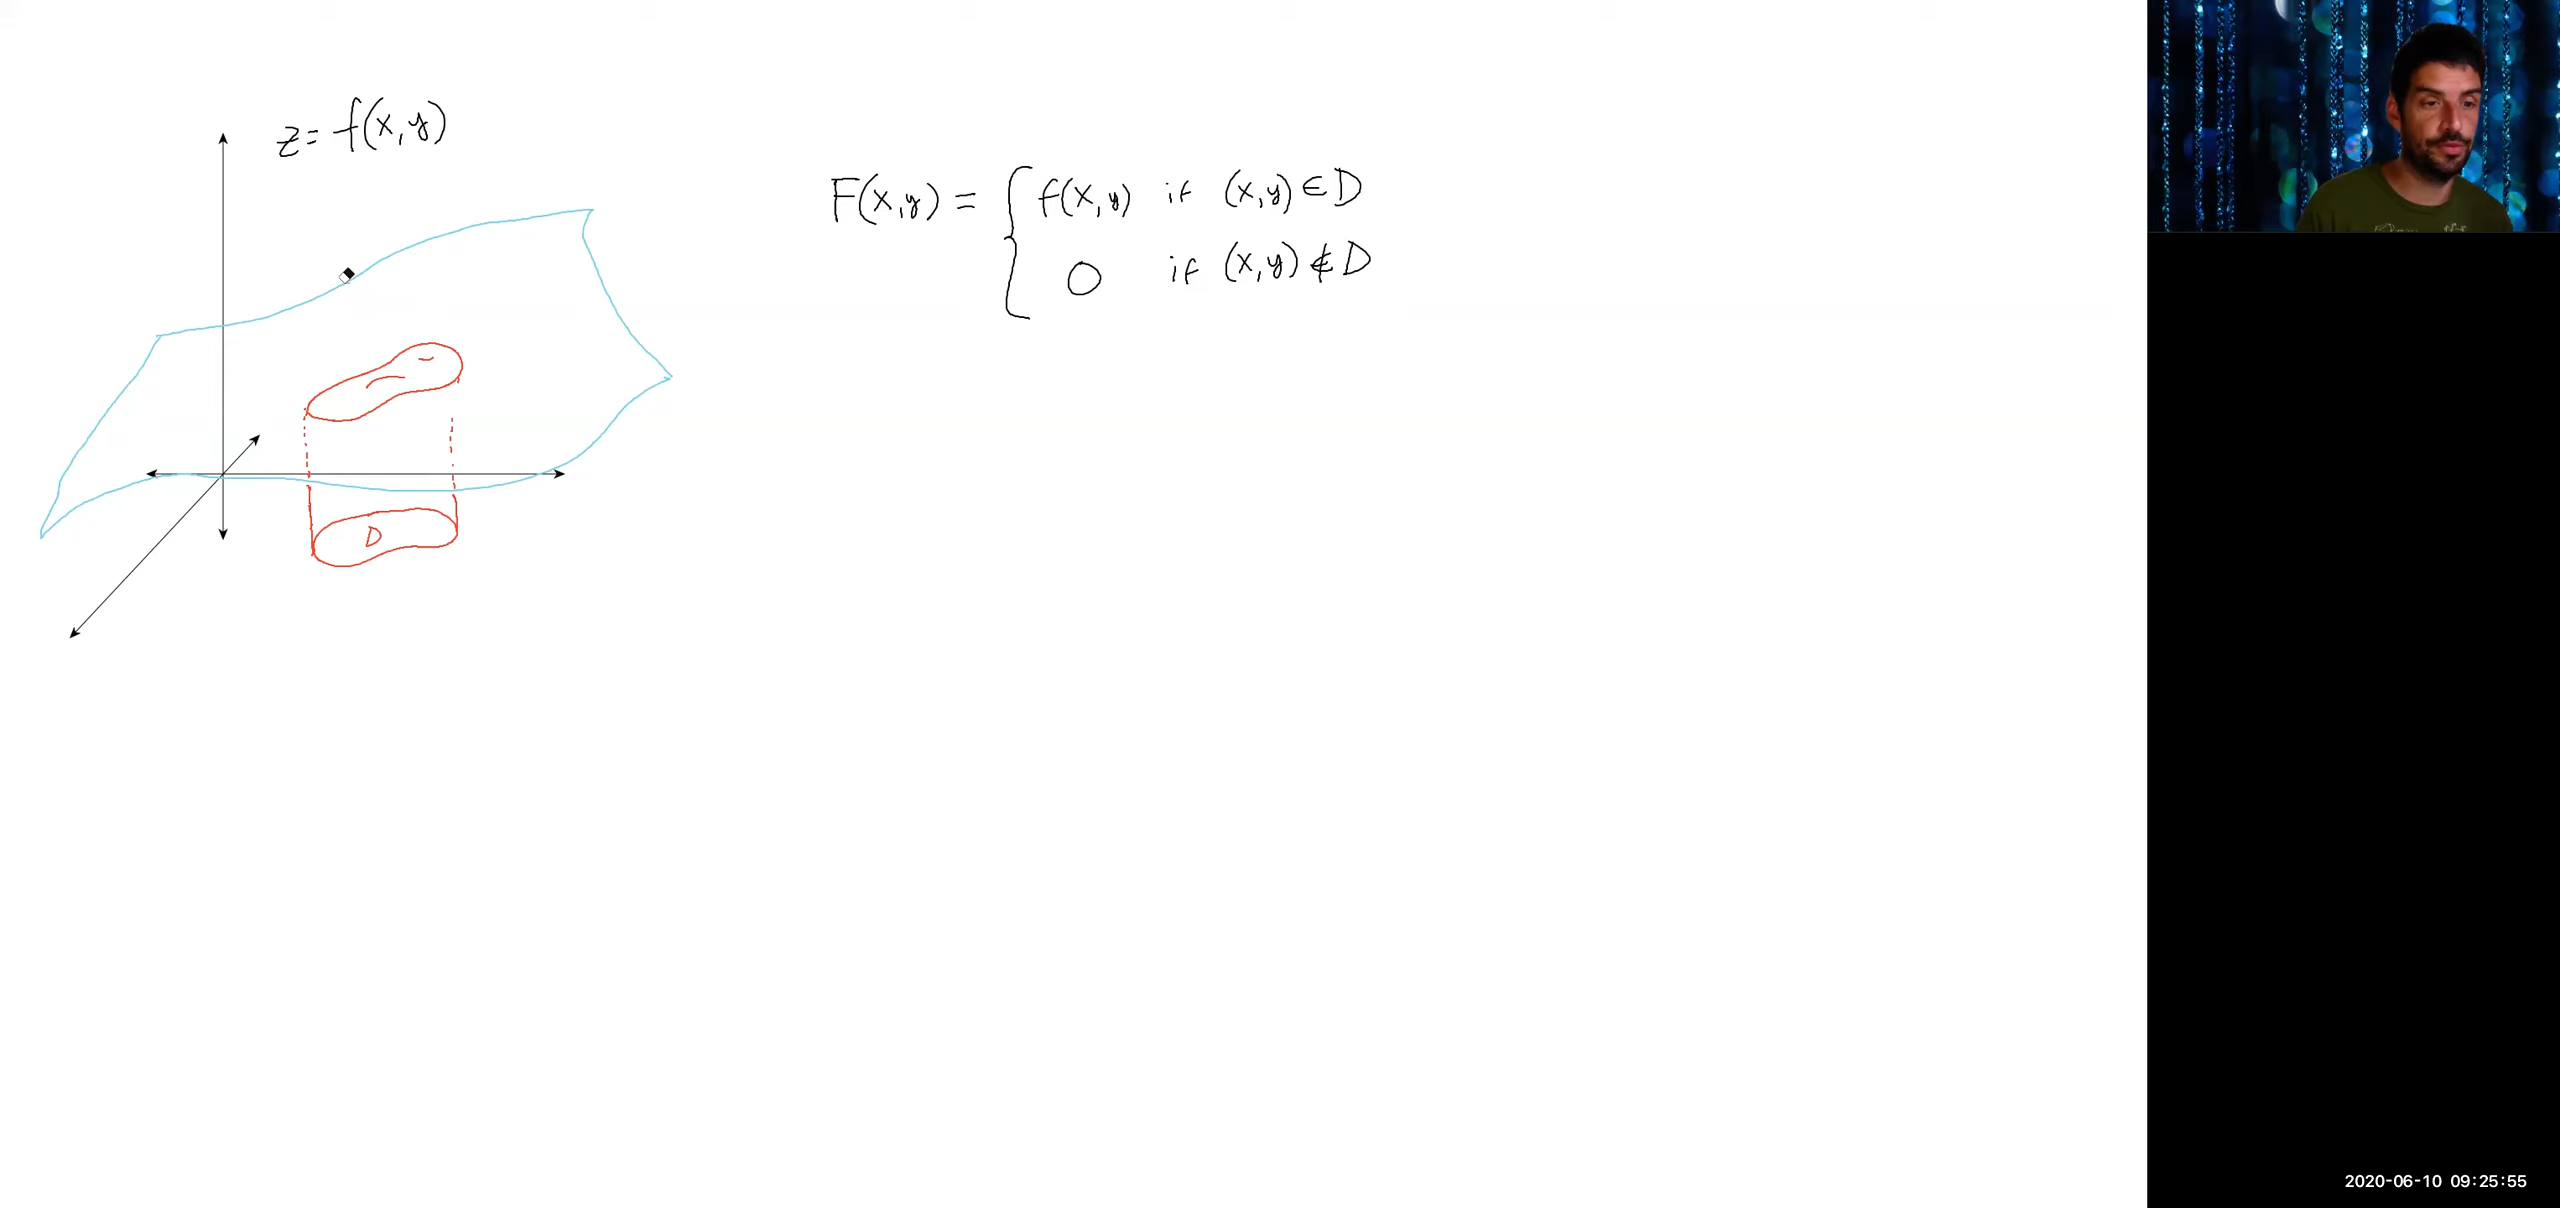 z = f(x,y)
F(x,y) = { f(x,y) if (x,y) ∈ D
0 if (x,y) ∉ D
D
2020-06-10 09:25:55